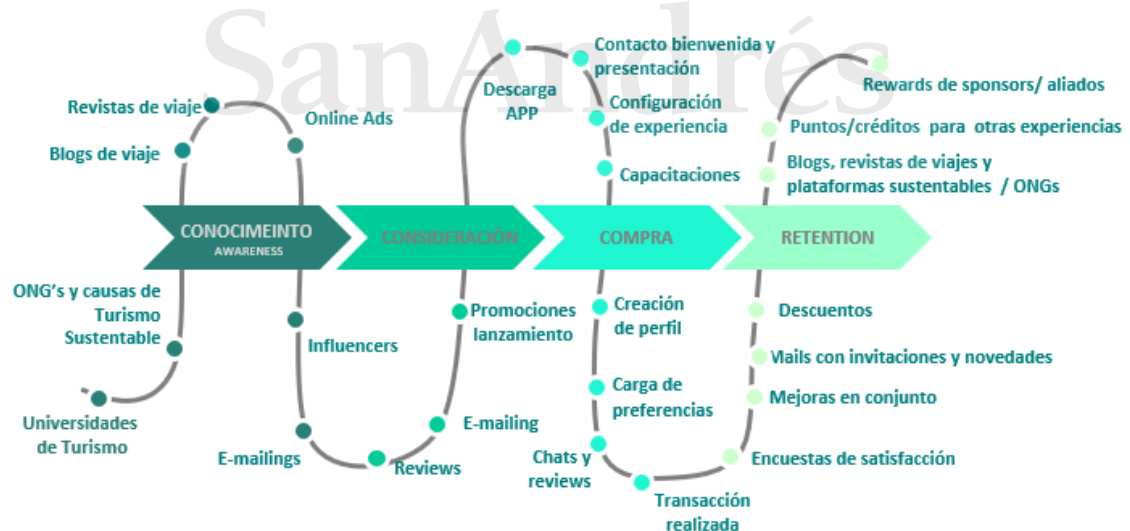 SanAndrés
Revistas de viaje
Blogs de viaje
Online Ads
Descarga
APP
Contacto bienvenida y
presentación
Configuración
de experiencia
Capacitaciones
Rewards de sponsors/ aliados
Puntos/créditos para otras experiencias
Blogs, revistas de viajes y
plataformas sustentables / ONGs
CONOCIMEINTO
AWARENESS
CONSIDERACIÓN
COMPRA
RETENTION
ONG's y causas de
Turismo
Sustentable
Universidades
de Turismo
Influencers
E-mailings
Reviews
E-mailing
Promociones
lanzamiento
Creación
de perfil
Carga de
preferencias
Chats y
reviews
Transacción
realizada
Descuentos
Mails con invitaciones y novedades
Mejoras en conjunto
Encuestas de satisfacción